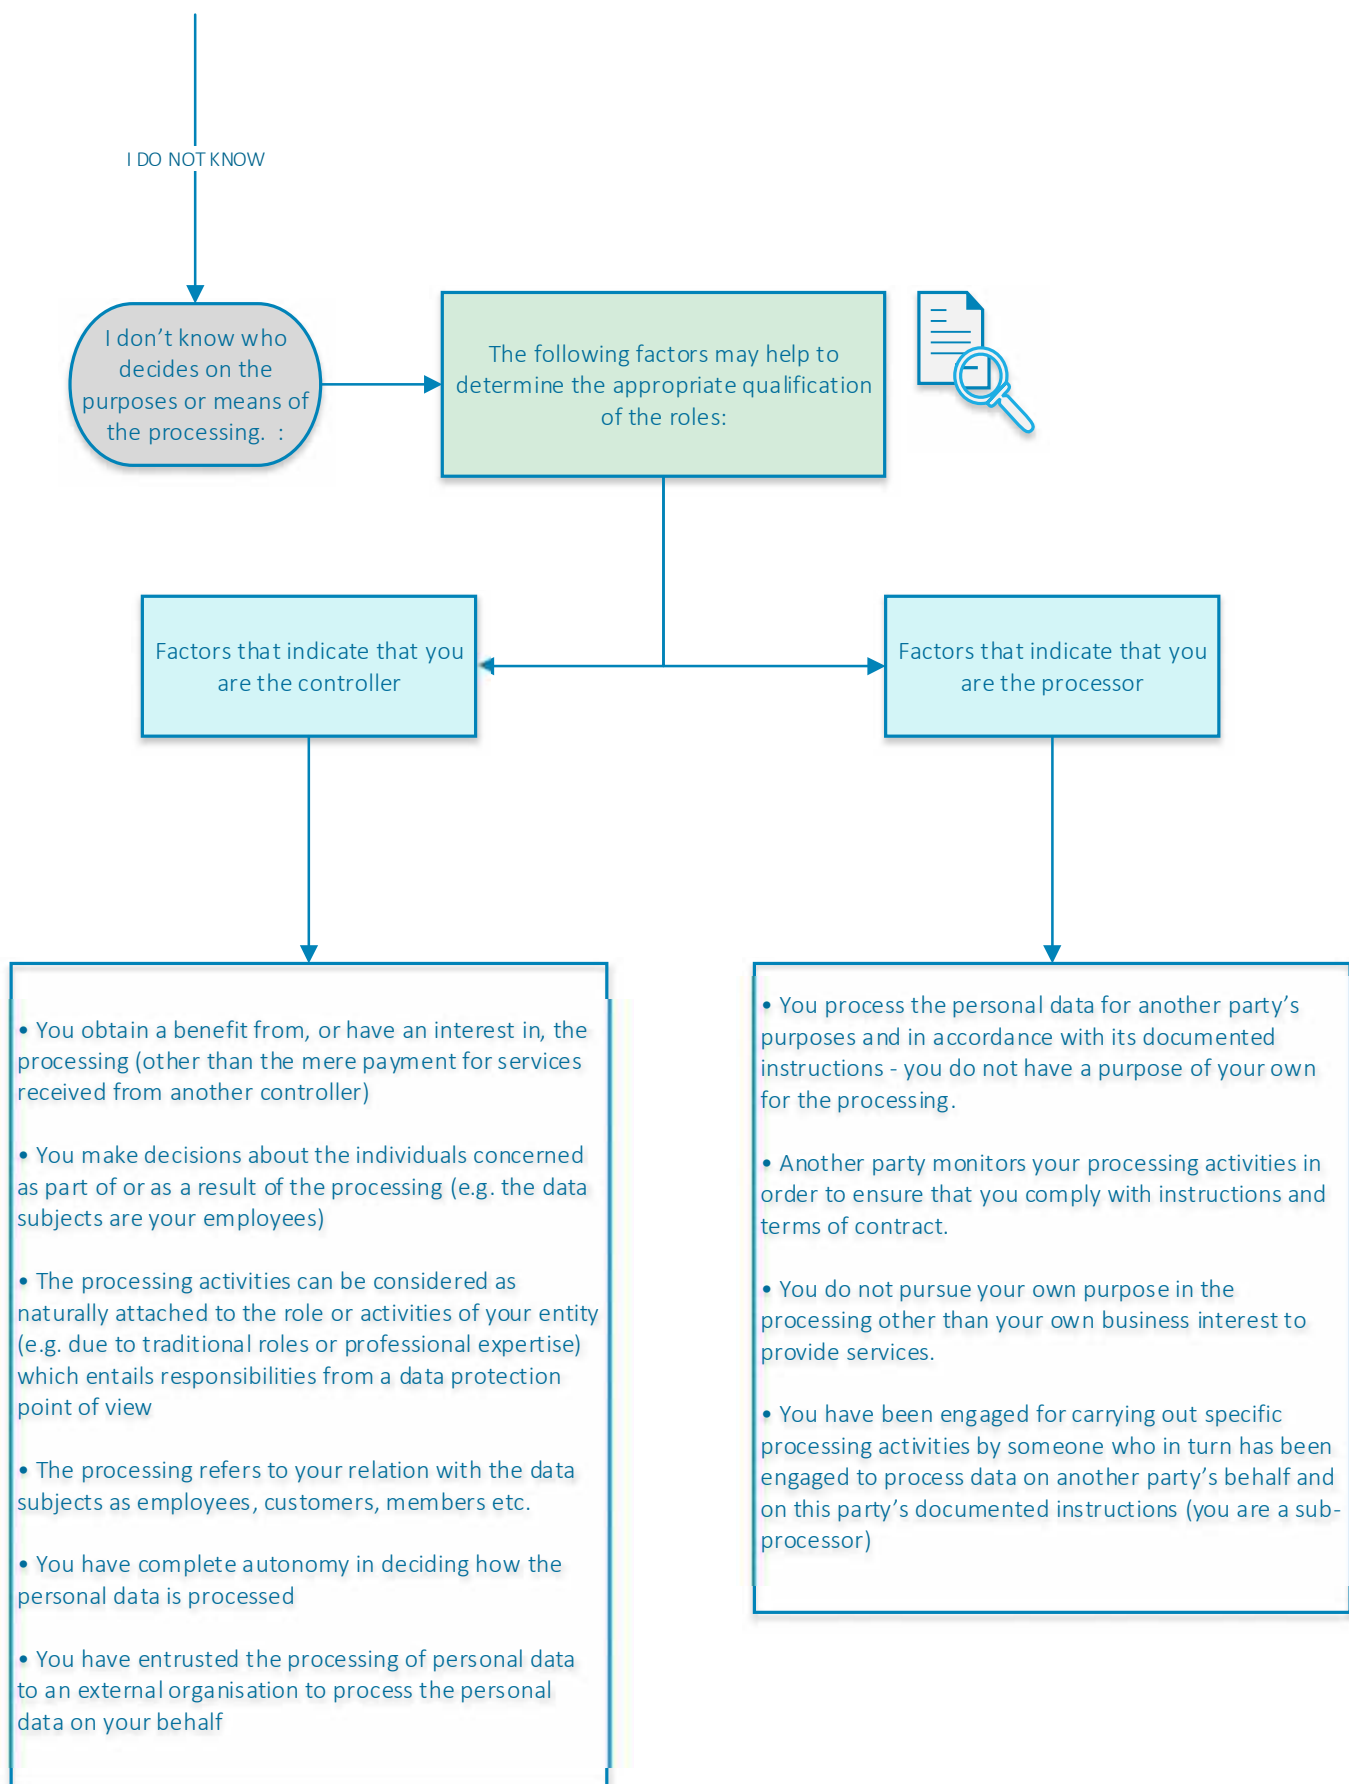 I DO NOT KNOW
I don’t know who
decides on the
purposes or means of
the processing.  :
The following factors may help to
determine the appropriate qualification
of the roles:
Factors that indicate that you
are the controller
Factors that indicate that you
are the processor
• You obtain a benefit from, or have an interest in, the
processing (other than the mere payment for services
received from another controller)
• You make decisions about the individuals concerned
as part of or as a result of the processing (e.g. the data
subjects are your employees)
• The processing activities can be considered as
naturally attached to the role or activities of your entity
(e.g. due to traditional roles or professional expertise)
which entails responsibilities from a data protection
point of view
• The processing refers to your relation with the data
subjects as employees, customers, members etc.
• You have complete autonomy in deciding how the
personal data is processed
• You have entrusted the processing of personal data
to an external organisation to process the personal
data on your behalf
• You process the personal data for another party’s
purposes and in accordance with its documented
instructions - you do not have a purpose of your own
for the processing.
• Another party monitors your processing activities in
order to ensure that you comply with instructions and
terms of contract.
• You do not pursue your own purpose in the
processing other than your own business interest to
provide services.
• You have been engaged for carrying out specific
processing activities by someone who in turn has been
engaged to process data on another party’s behalf and
on this party’s documented instructions (you are a sub-
processor)